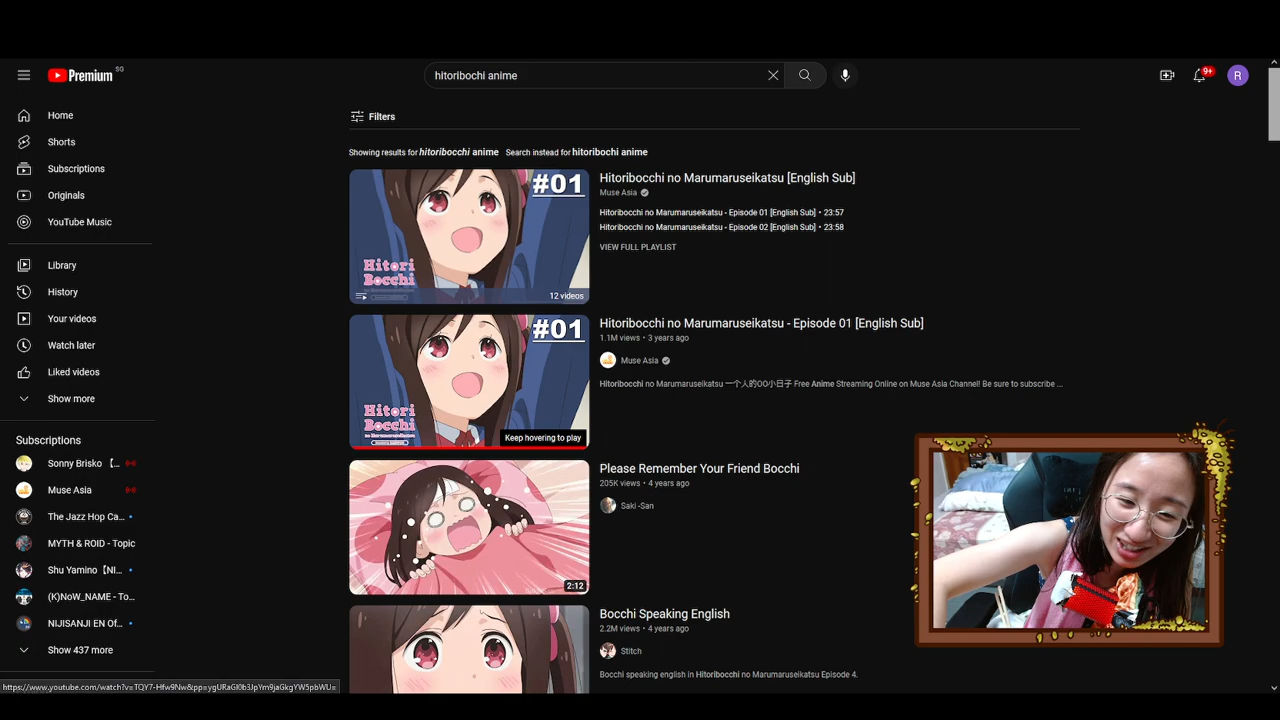 Premium SG
hitoribochi anime
9+
R
Home
Shorts
Subscriptions
Originals
YouTube Music
Library
History
Your videos
Watch later
Liked videos
Show more
Subscriptions
Sonny Brisko 【...
Muse Asia
The Jazz Hop Ca...
MYTH & ROID - Topic
Shu Yamino【NI...
(K)NoW_NAME - To...
NIJISANJI EN Of...
Show 437 more
Filters
Showing results for hitoribocchi anime Search instead for hitoribochi anime
#01
Hitori
Bocchi
12 videos
Hitoribocchi no Marumaruseikatsu [English Sub]
Muse Asia
Hitoribocchi no Marumaruseikatsu - Episode 01 [English Sub] • 23:57
Hitoribocchi no Marumaruseikatsu - Episode 02 [English Sub] • 23:58
VIEW FULL PLAYLIST
#01
Hitori
Bocchi
Keep hovering to play
Hitoribocchi no Marumaruseikatsu - Episode 01 [English Sub]
1.1M views • 3 years ago
Muse Asia
Hitoribocchi no Marumaruseikatsu 一个人的OO小日子 Free Anime Streaming Online on Muse Asia Channel! Be sure to subscribe ...
2:12
Please Remember Your Friend Bocchi
205K views • 4 years ago
Saki -San
Bocchi Speaking English
2.2M views • 4 years ago
Stitch
Bocchi speaking english in Hitoribocchi no Marumaruseikatsu Episode 4.